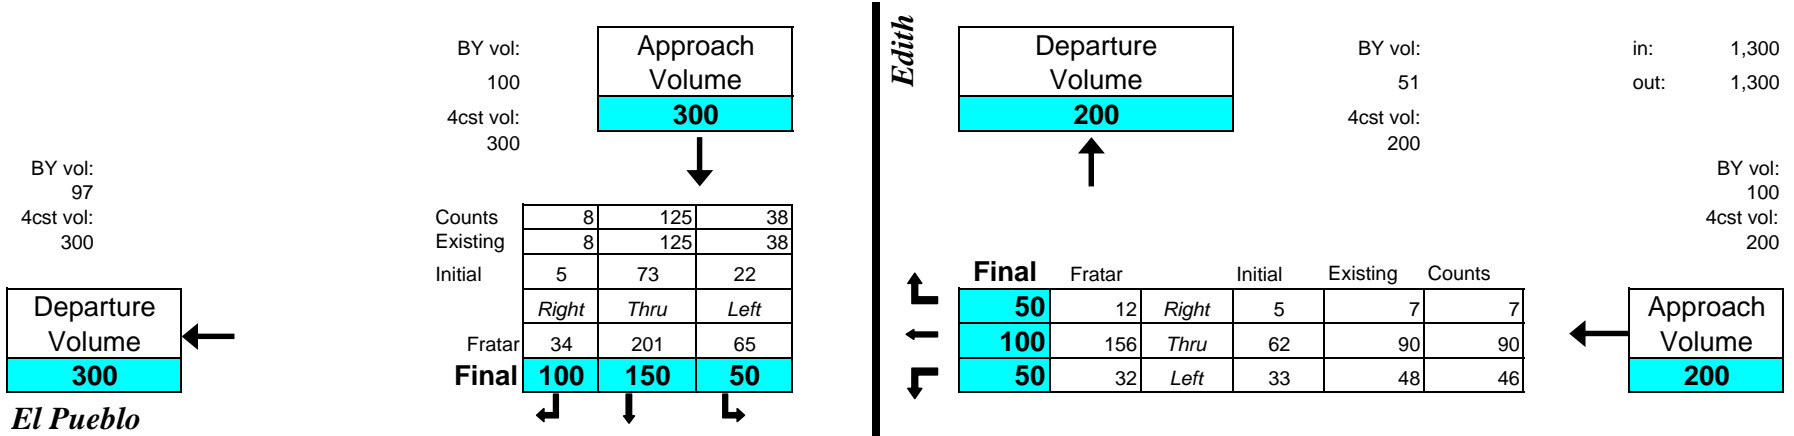 BY vol:
100
4cst vol:
300
Approach
Volume
300
Edith
Departure
Volume
200
BY vol:
51
4cst vol:
200
in: 1,300
out: 1,300
BY vol:
97
4cst vol:
300
BY vol:
100
4cst vol:
200
Counts 8 125 38
Existing 8 125 38
Initial 5 73 22
Right Thru Left
Fratar 34 201 65
Final 100 150 50
Final Fratar Initial Existing Counts
50 12 Right 5 7 7
100 156 Thru 62 90 90
50 32 Left 33 48 46
Departure
Volume
300
Approach
Volume
200
El Pueblo